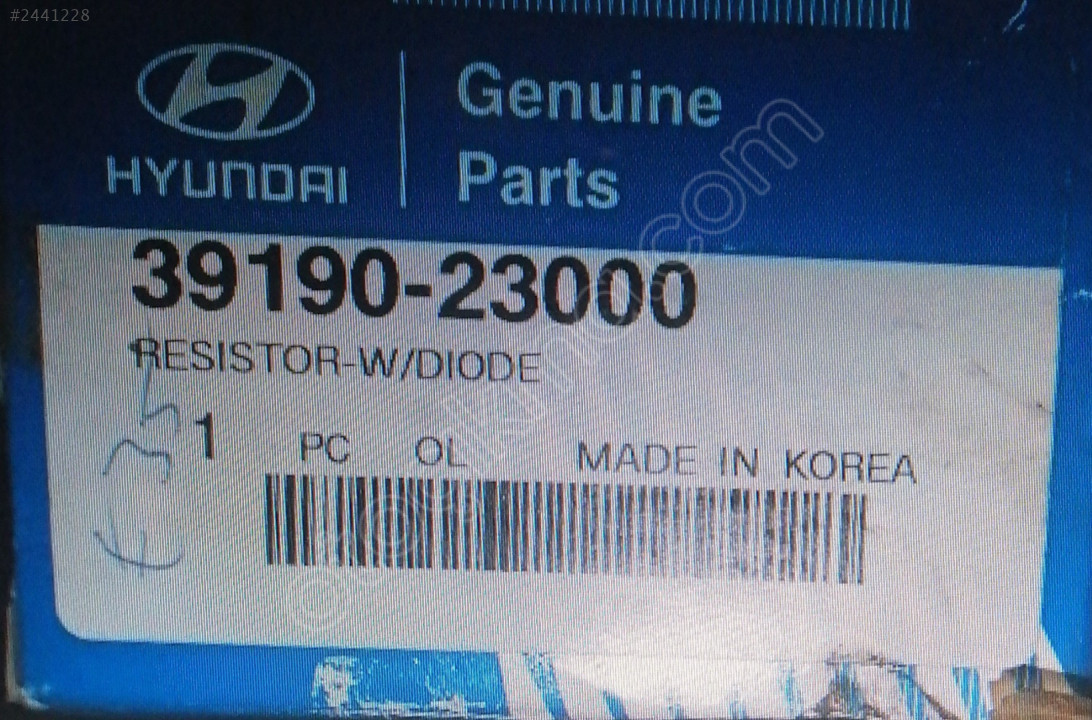 #2441228
HYUNDAI
Genuine
Parts
39190-23000
RESISTOR-W/DIODE
1 PC OL MADE IN KOREA